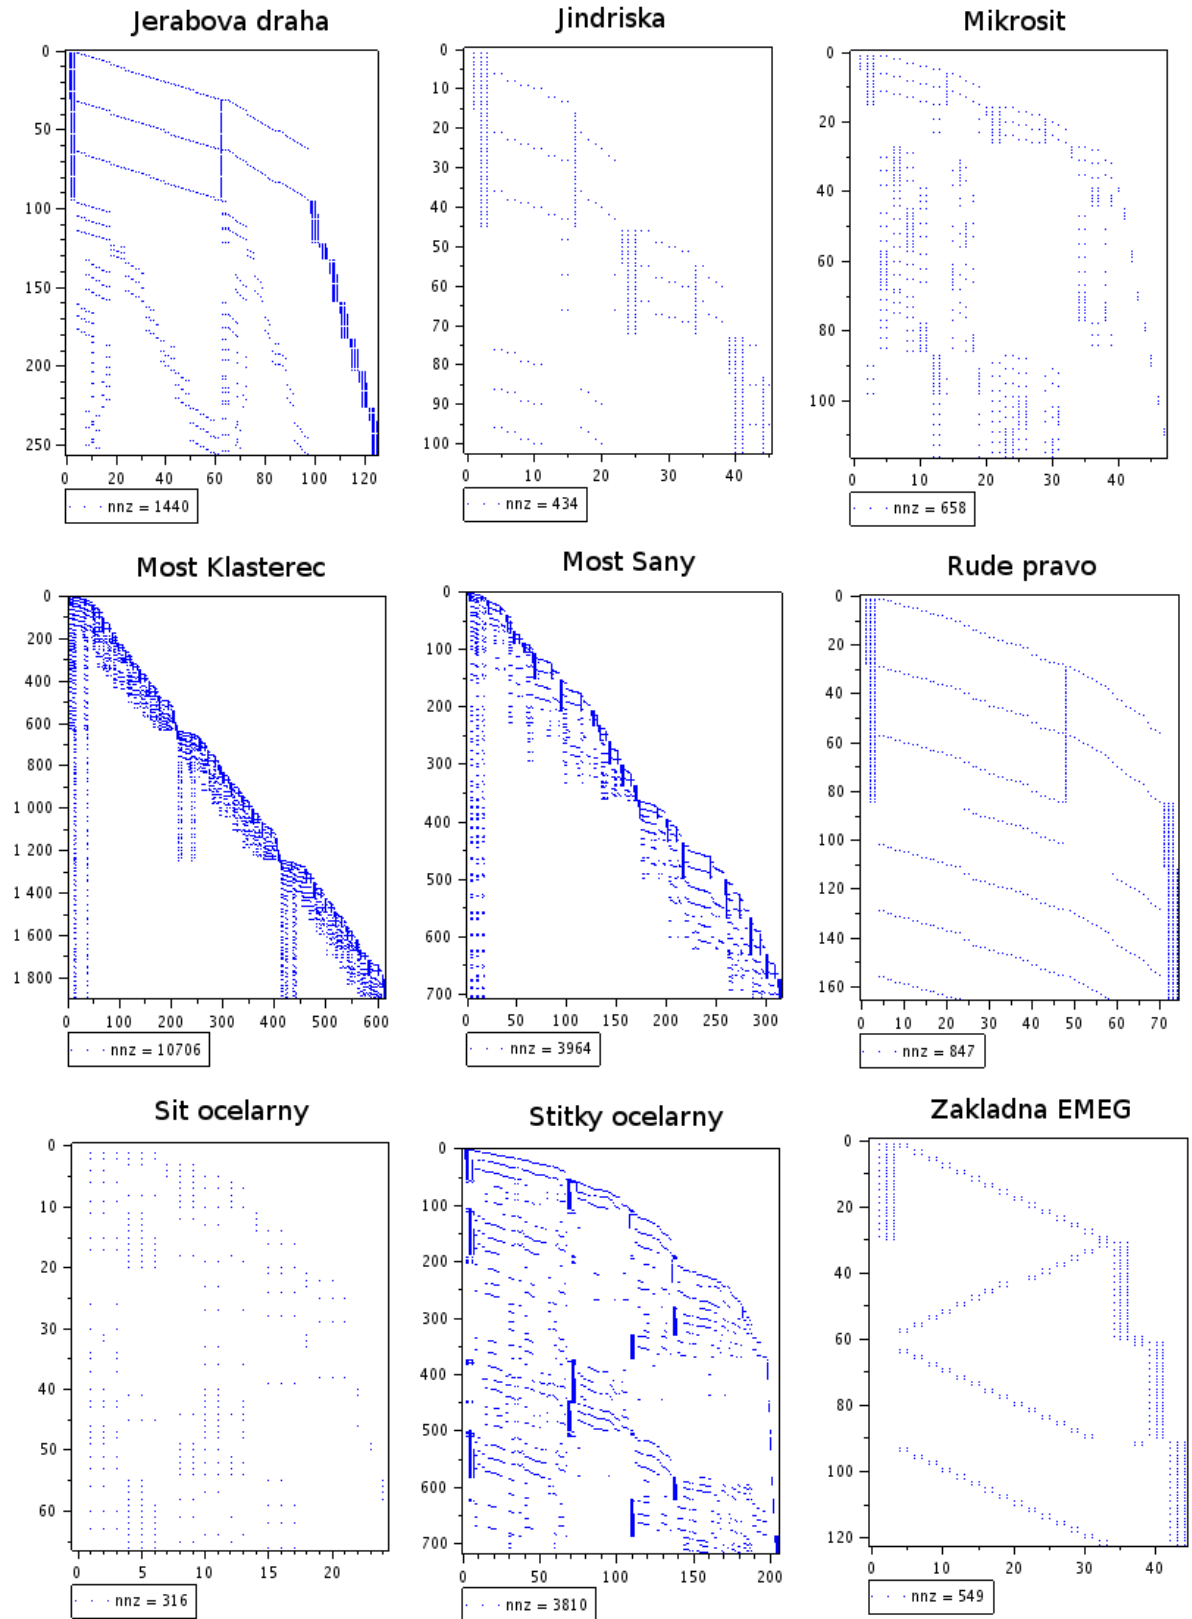 Jerabova draha
0
50
100
150
200
250
0 20 40 60 80 100 120
nnz = 1440
Jindriska
0
10
20
30
40
50
60
70
80
90
100
0 10 20 30 40
nnz = 434
Mikrosit
0
20
40
60
80
100
0 10 20 30 40
nnz = 658
Most Klasterec
0
200
400
600
800
1 000
1 200
1 400
1 600
1 800
0 100 200 300 400 500 600
nnz = 10706
Most Sany
0
100
200
300
400
500
600
700
0 50 100 150 200 250 300
nnz = 3964
Rude pravo
0
20
40
60
80
100
120
140
160
0 10 20 30 40 50 60 70
nnz = 847
Sit ocelarny
0
10
20
30
40
50
60
0 5 10 15 20
nnz = 316
Stitky ocelarny
0
100
200
300
400
500
600
700
0 50 100 150 200
nnz = 3810
Zakladna EMEG
0
20
40
60
80
100
120
0 10 20 30 40
nnz = 549